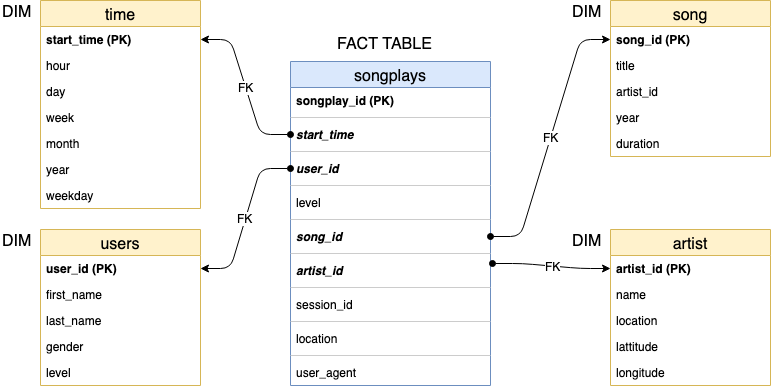 DIM
time
start_time (PK)
hour
day
week
month
year
weekday
DIM
users
user_id (PK)
first_name
last_name
gender
level
FACT TABLE
songplays
songplay_id (PK)
start_time
user_id
level
song_id
artist_id
session_id
location
user_agent
FK
FK
FK
FK
DIM
song
song_id (PK)
title
artist_id
year
duration
DIM
artist
artist_id (PK)
name
location
lattitude
longitude